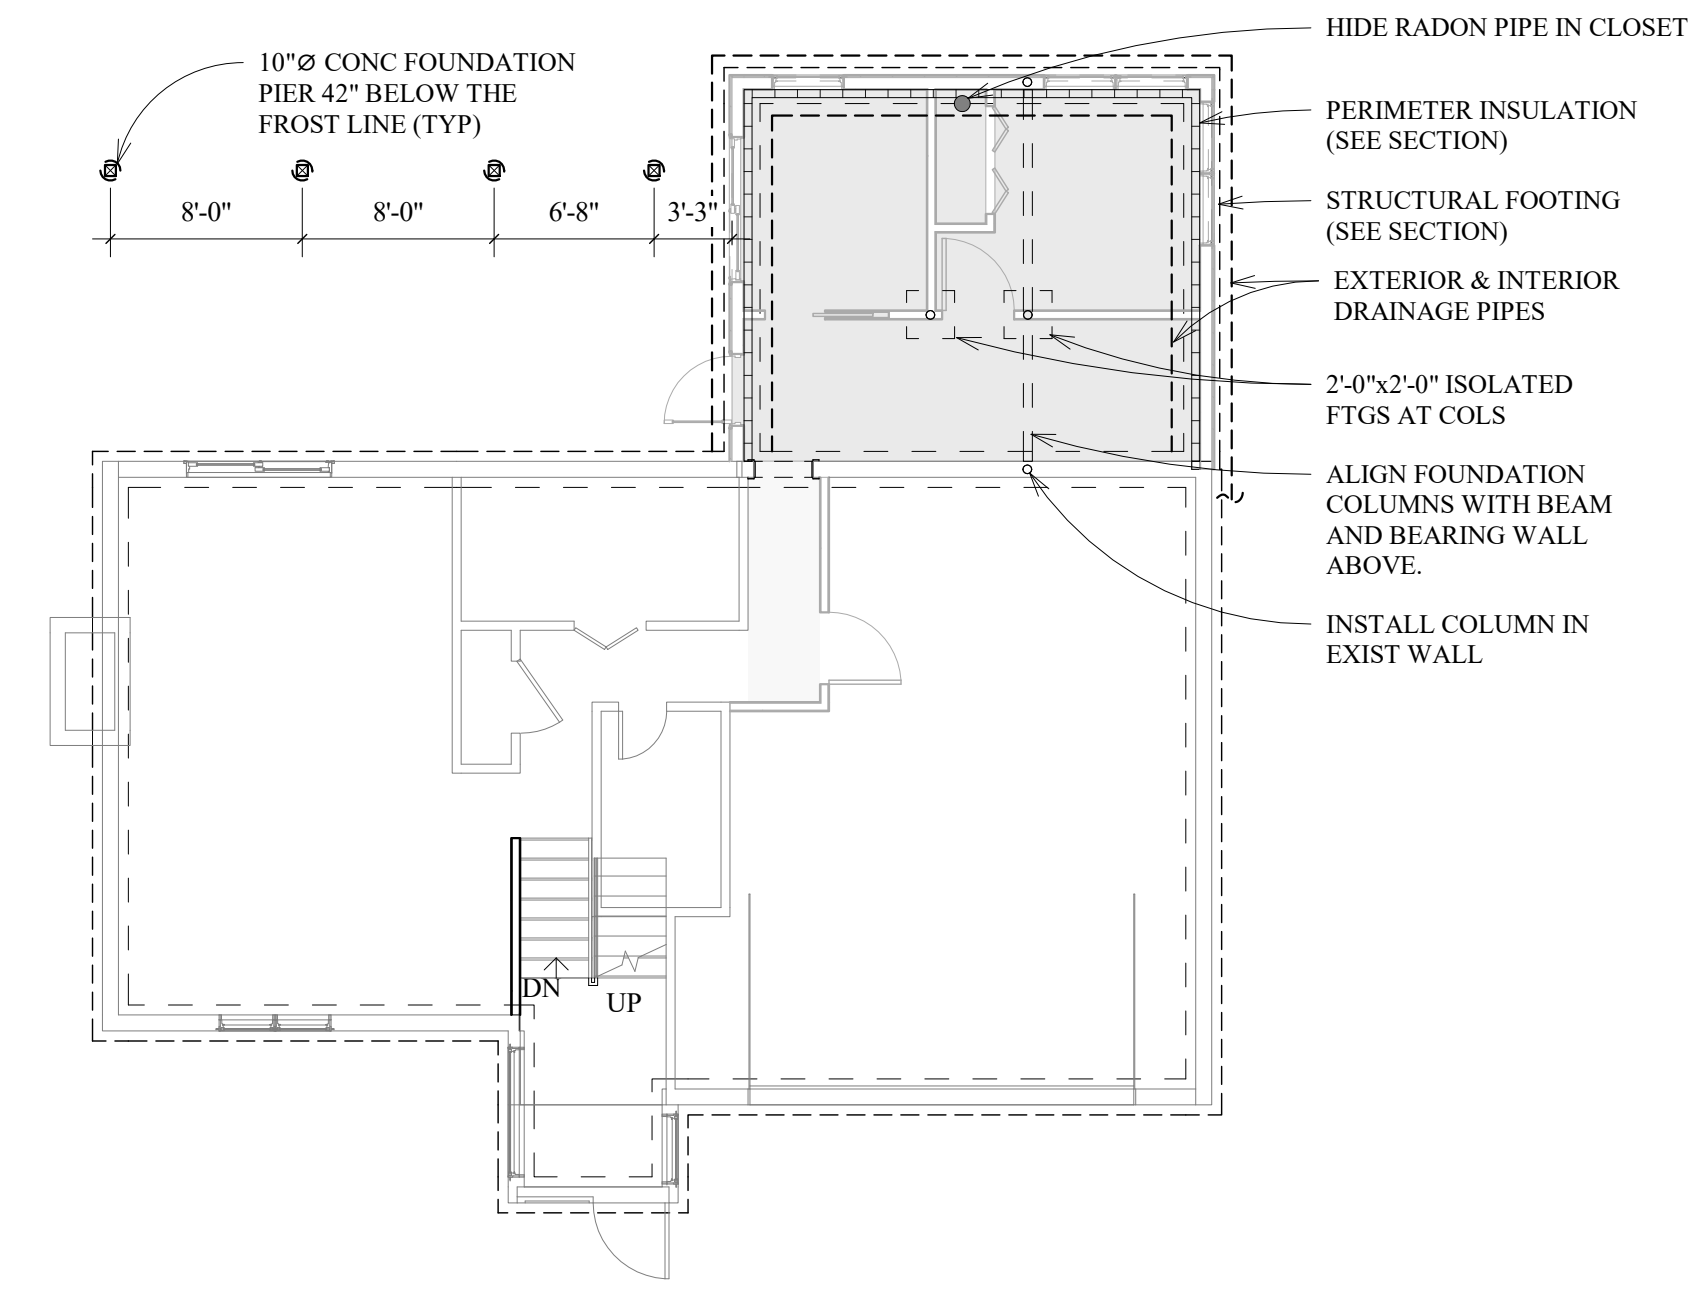 HIDE RADON PIPE IN CLOSET
10"Ø CONC FOUNDATION
PIER 42" BELOW THE
FROST LINE (TYP)
PERIMETER INSULATION
(SEE SECTION)
8'-0"
8'-0"
6'-8"
3'-3"
STRUCTURAL FOOTING
(SEE SECTION)
EXTERIOR & INTERIOR
DRAINAGE PIPES
2'-0"x2'-0" ISOLATED
FTGS AT COLS
ALIGN FOUNDATION
COLUMNS WITH BEAM
AND BEARING WALL
ABOVE.
INSTALL COLUMN IN
EXIST WALL
DN
UP